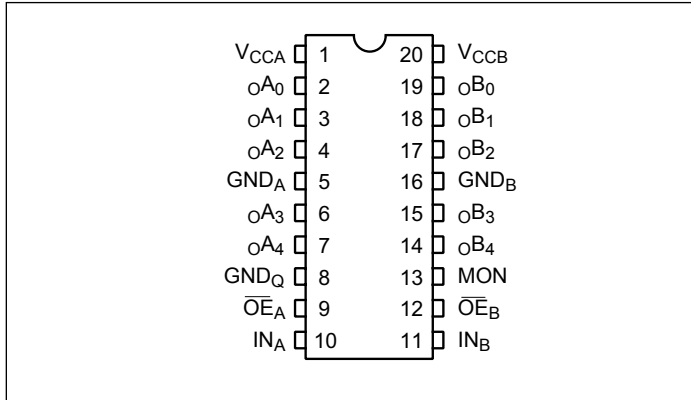 VCCA 1 20 VCCB
OA0 2 19 OB0
OA1 3 18 OB1
OA2 4 17 OB2
GNDA 5 16 GNDB
OA3 6 15 OB3
OA4 7 14 OB4
GNDQ 8 13 MON
O̅E̅A 9 12 O̅E̅B
INA 10 11 INB